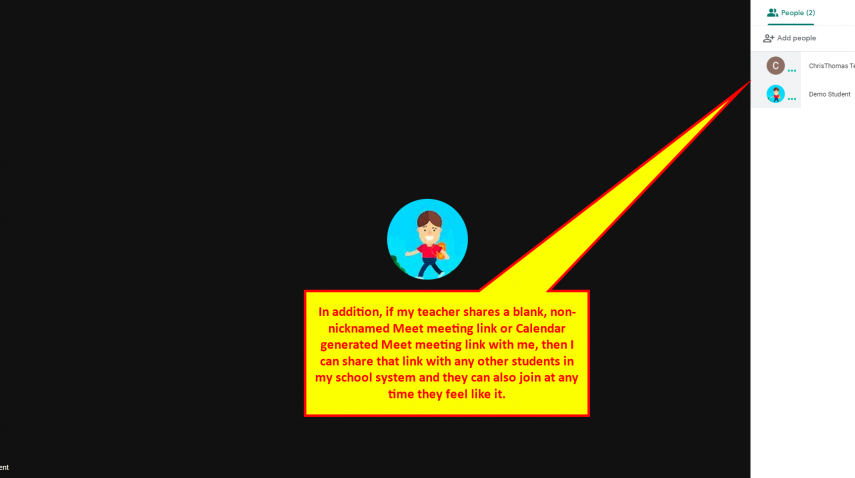 People (2)
Add people
C
ChrisThomas Te
Demo Student
In addition, if my teacher shares a blank, non-
nicknamed Meet meeting link or Calendar
generated Meet meeting link with me, then I
can share that link with any other students in
my school system and they can also join at any
time they feel like it.
ent